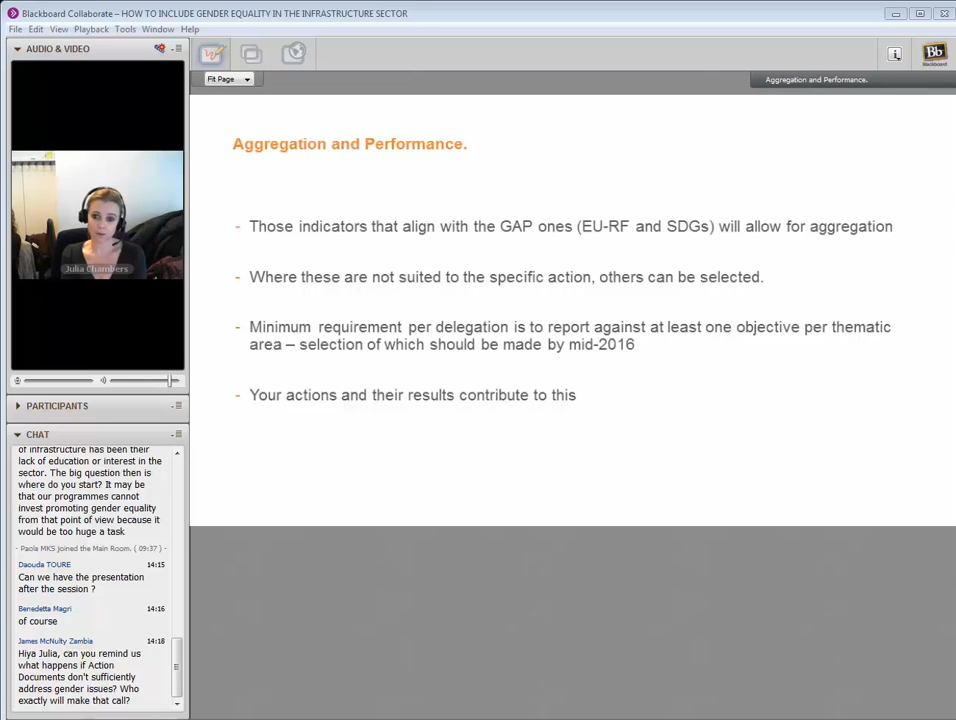 Blackboard Collaborate – HOW TO INCLUDE GENDER EQUALITY IN THE INFRASTRUCTURE SECTOR
File Edit View Playback Tools Window Help
AUDIO & VIDEO
Fit Page
Bb
Blackboard
Aggregation and Performance.
Julia Chambers
Aggregation and Performance.
- Those indicators that align with the GAP ones (EU-RF and SDGs) will allow for aggregation
- Where these are not suited to the specific action, others can be selected.
- Minimum requirement per delegation is to report against at least one objective per thematic
area – selection of which should be made by mid-2016
- Your actions and their results contribute to this
PARTICIPANTS
CHAT
of infrastructure has been their
lack of education or interest in the
sector. The big question then is
where do you start? It may be
that our programmes cannot
invest promoting gender equality
from that point of view because it
would be too huge a task
- Paola MKS joined the Main Room. ( 09:37 ) -
Daouda TOURE 14:15
Can we have the presentation
after the session ?
Benedetta Magri 14:16
of course
James McNulty Zambia 14:18
Hiya Julia, can you remind us
what happens if Action
Documents don't sufficiently
address gender issues? Who
exactly will make that call?